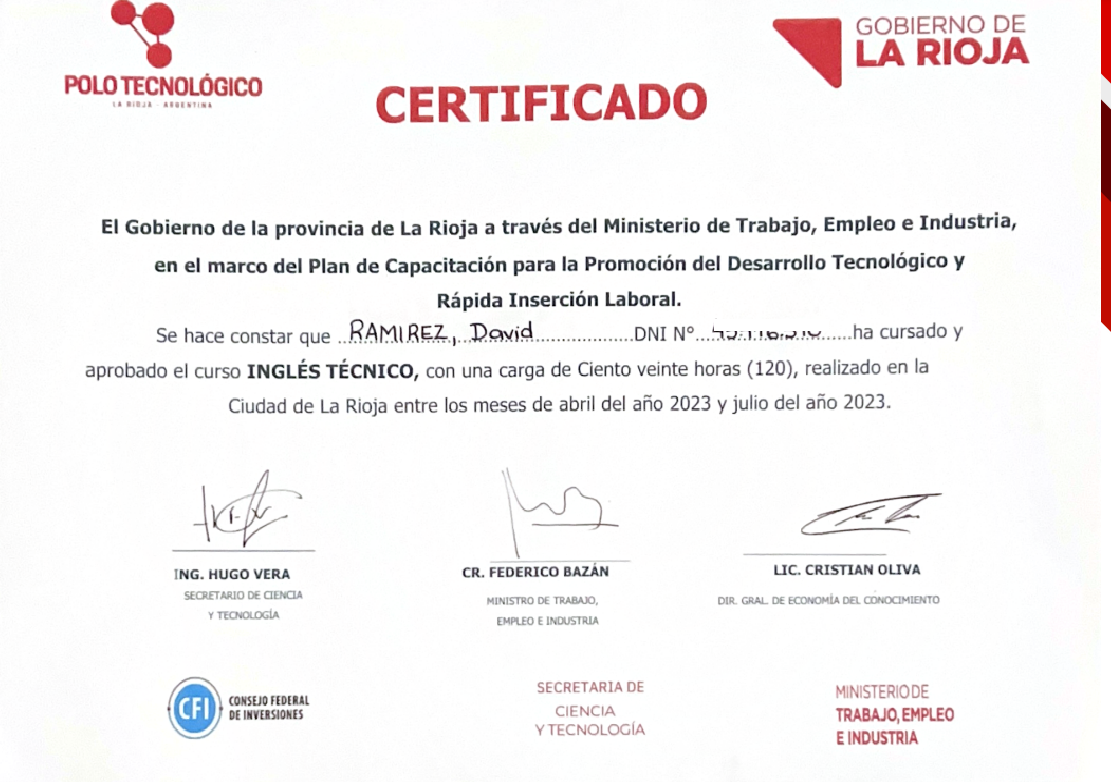 POLO TECNOLÓGICO
LA RIOJA - ARGENTINA
GOBIERNO DE
LA RIOJA
CERTIFICADO
El Gobierno de la provincia de La Rioja a través del Ministerio de Trabajo, Empleo e Industria,
en el marco del Plan de Capacitación para la Promoción del Desarrollo Tecnológico y
Rápida Inserción Laboral.
Se hace constar que RAMIREZ, David DNI N° ha cursado y
aprobado el curso INGLÉS TÉCNICO, con una carga de Ciento veinte horas (120), realizado en la
Ciudad de La Rioja entre los meses de abril del año 2023 y julio del año 2023.
ING. HUGO VERA
SECRETARIO DE CIENCIA
Y TECNOLOGÍA
CR. FEDERICO BAZÁN
MINISTRO DE TRABAJO,
EMPLEO E INDUSTRIA
LIC. CRISTIAN OLIVA
DIR. GRAL. DE ECONOMÍA DEL CONOCIMIENTO
CFI
CONSEJO FEDERAL
DE INVERSIONES
SECRETARÍA DE
CIENCIA
Y TECNOLOGÍA
MINISTERIO DE
TRABAJO, EMPLEO
E INDUSTRIA